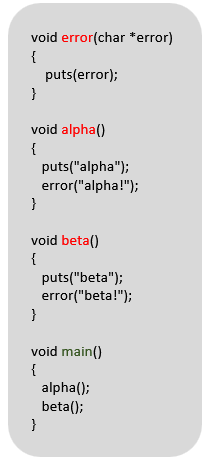 void error(char *error)
{
puts(error);
}
void alpha()
{
puts("alpha");
error("alpha!");
}
void beta()
{
puts("beta");
error("beta!");
}
void main()
{
alpha();
beta();
}